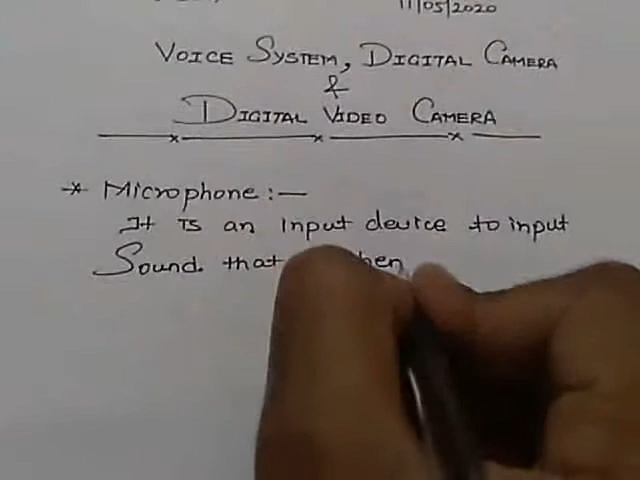 11/05/2020
VOICE SYSTEM, DIGITAL CAMERA
&
DIGITAL VIDEO CAMERA
* Microphone :—
It is an input device to input
Sound. that hen